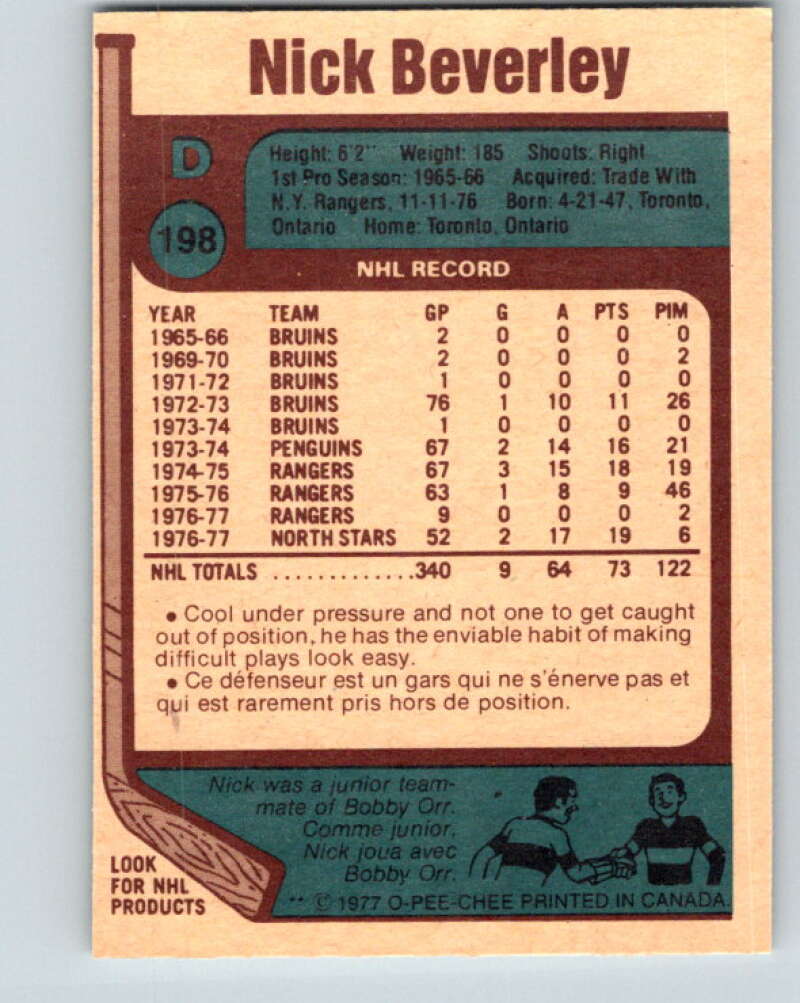 Nick Beverley
D
198
Height: 6'2" Weight: 185 Shoots: Right
1st Pro Season: 1965-66 Acquired: Trade With
N.Y. Rangers, 11-11-76 Born: 4-21-47, Toronto,
Ontario Home: Toronto, Ontario
NHL RECORD
YEAR TEAM GP G A PTS PIM
1965-66 BRUINS 2 0 0 0 0
1969-70 BRUINS 2 0 0 0 2
1971-72 BRUINS 1 0 0 0 0
1972-73 BRUINS 76 1 10 11 26
1973-74 BRUINS 1 0 0 0 0
1973-74 PENGUINS 67 2 14 16 21
1974-75 RANGERS 67 3 15 18 19
1975-76 RANGERS 63 1 8 9 46
1976-77 RANGERS 9 0 0 0 2
1976-77 NORTH STARS 52 2 17 19 6
NHL TOTALS .............340 9 64 73 122
• Cool under pressure and not one to get caught
out of position, he has the enviable habit of making
difficult plays look easy.
• Ce défenseur est un gars qui ne s'énerve pas et
qui est rarement pris hors de position.
Nick was a junior team-
mate of Bobby Orr.
Comme junior,
Nick joua avec
Bobby Orr.
LOOK
FOR NHL
PRODUCTS
** © 1977 O-PEE-CHEE PRINTED IN CANADA.